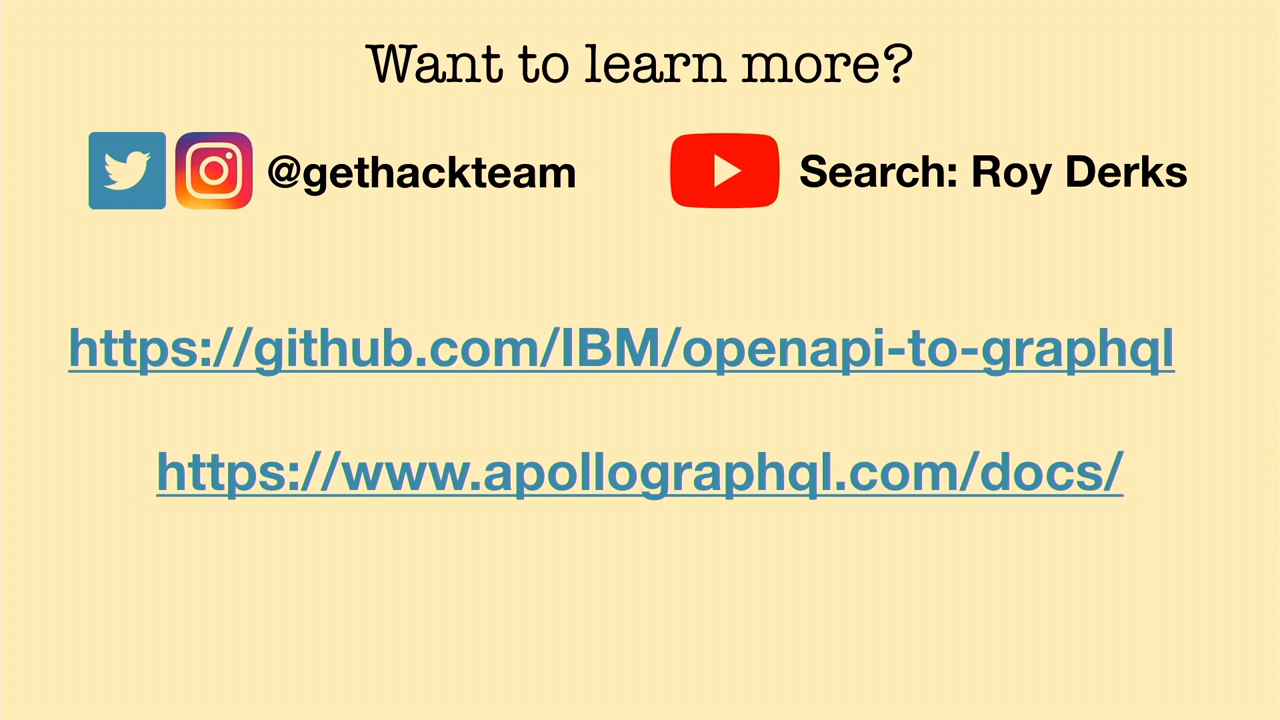 Want to learn more?
@gethackteam
Search: Roy Derks
https://github.com/IBM/openapi-to-graphql
https://www.apollographql.com/docs/